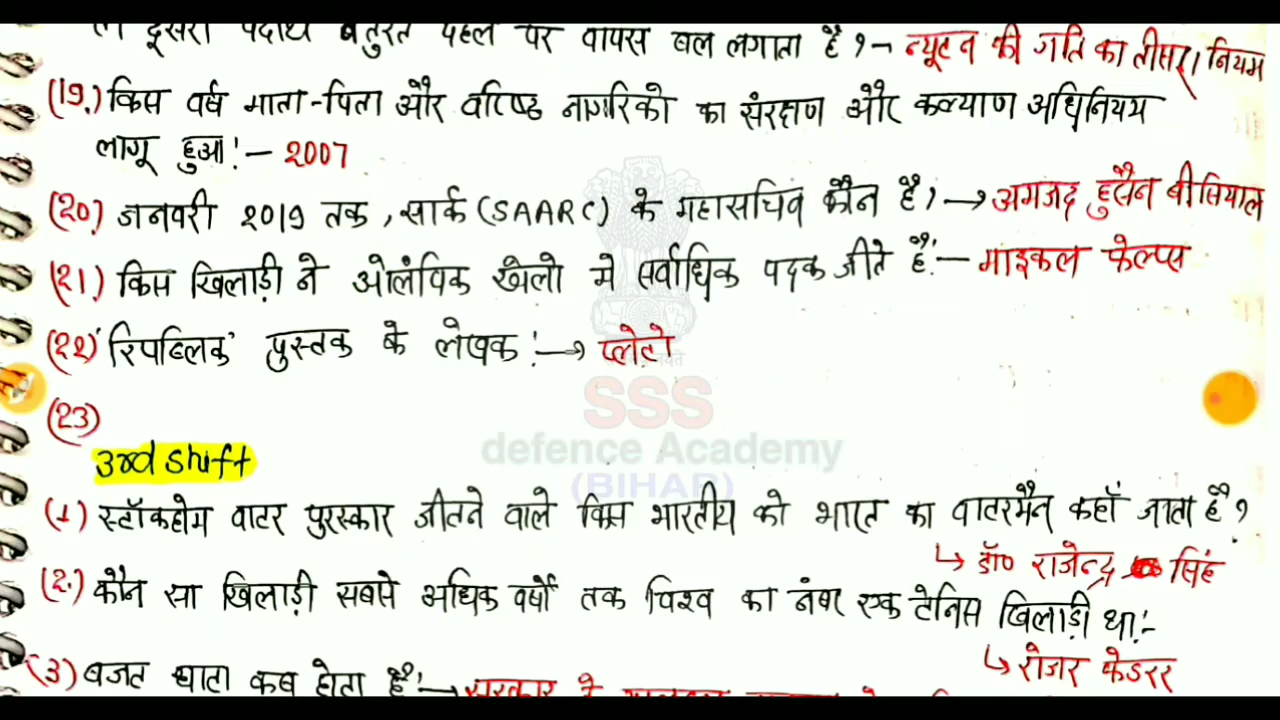 दूसरा पदार्थ तुरत पहले पर वापस बल लगाता है?- न्यूटन की गति का तीसरा नियम
(19.) किस वर्ष माता-पिता और वरिष्ठ नागरिको का संरक्षण और कल्याण अधिनियम
लागू हुआ:- 2007
(20.) जनवरी 2019 तक, सार्क (SAARC) के महासचिव कौन है?→ अमजद हुसैन बी सियाल
(21.) किस खिलाड़ी ने ओलंपिक खेलो मे सर्वाधिक पदक जीते है:- माइकल फेल्प्स
(22) 'रिपब्लिक' पुस्तक के लेखक:→ प्लेटो
(23)
SSS
defence Academy
(BIHAR)
3rd Shift
(1) स्टॉकहोम वाटर पुरस्कार जीतने वाले किस भारतीय को भारत का वाटरमैन कहाँ जाता है?
↳ डॉ० राजेन्द्र सिंह
(2.) कौन सा खिलाड़ी सबसे अधिक वर्षो तक विश्व का नंबर एक टेनिस खिलाड़ी था:-
↳ रोजर फेडरर
(3) बजट घाटा कब होता है:→ सरकार के